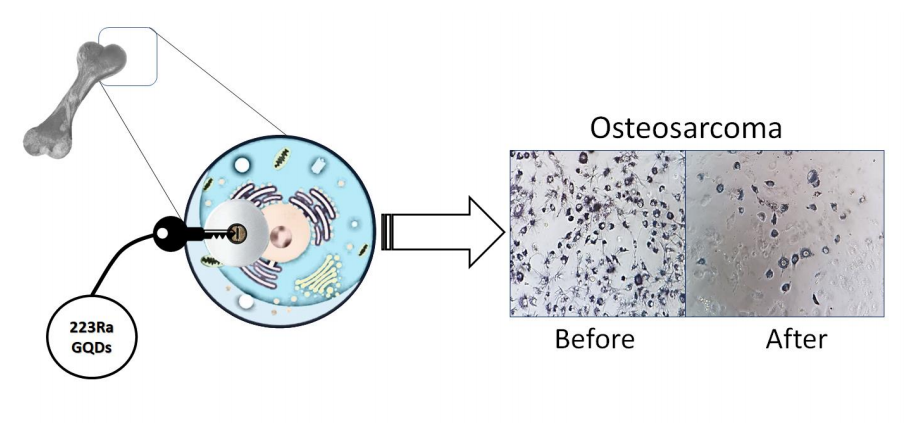 Osteosarcoma
223Ra
GQDs
Before
After